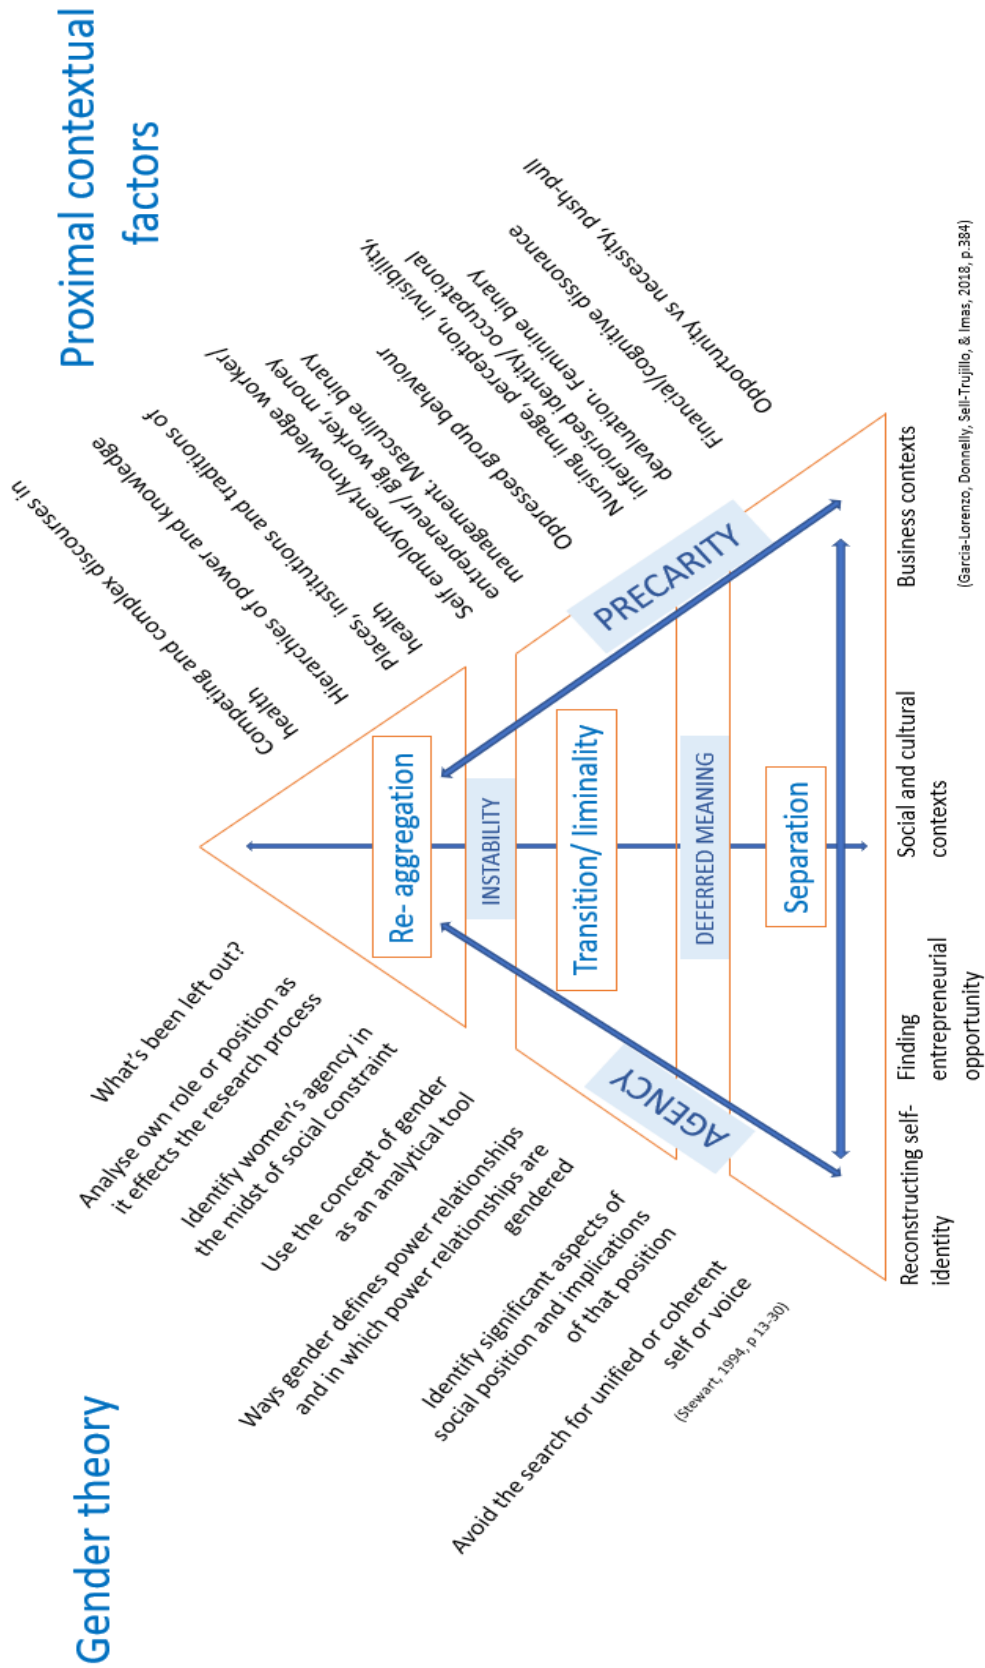 Gender theory
Proximal contextual
factors
What's been left out?
Analyse own role or position as
it effects the research process
Identify women's agency in
the midst of social constraint
Use the concept of gender
as an analytical tool
Ways gender defines power relationships
and in which power relationships are
gendered
Identify significant aspects of
social position and implications
of that position
Avoid the search for unified or coherent
self or voice
(Stewart, 1994, p 13-30)
Competing and complex discourses in
health
Hierarchies of power and knowledge
Places, institutions and traditions of
health
Self employment/knowledge worker/
entrepreneur/ gig worker, money
management. Masculine binary
Oppressed group behaviour
Nursing image, perception, invisibility,
inferiorised identity/ occupational
devaluation. Feminine binary
Financial/cognitive dissonance
Opportunity vs necessity, push-pull
Re- aggregation
INSTABILITY
Transition/ liminality
DEFERRED MEANING
Separation
AGENCY
PRECARITY
Reconstructing self-
identity
Finding
entrepreneurial
opportunity
Social and cultural
contexts
Business contexts
(Garcia-Lorenzo, Donnelly, Sell-Trujillo, & Imas, 2018, p.384)